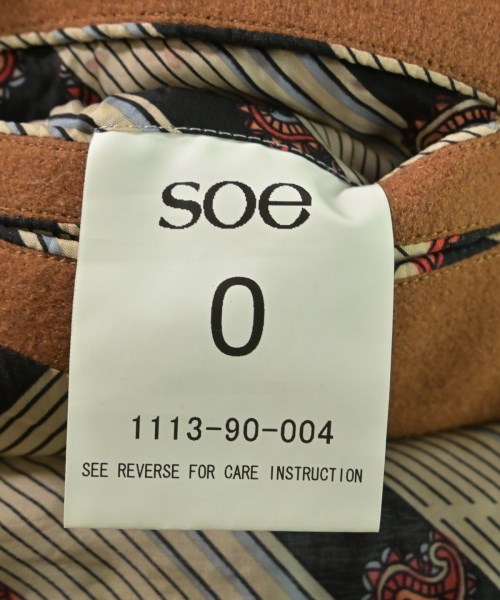 soe
0
1113-90-004
SEE REVERSE FOR CARE INSTRUCTION